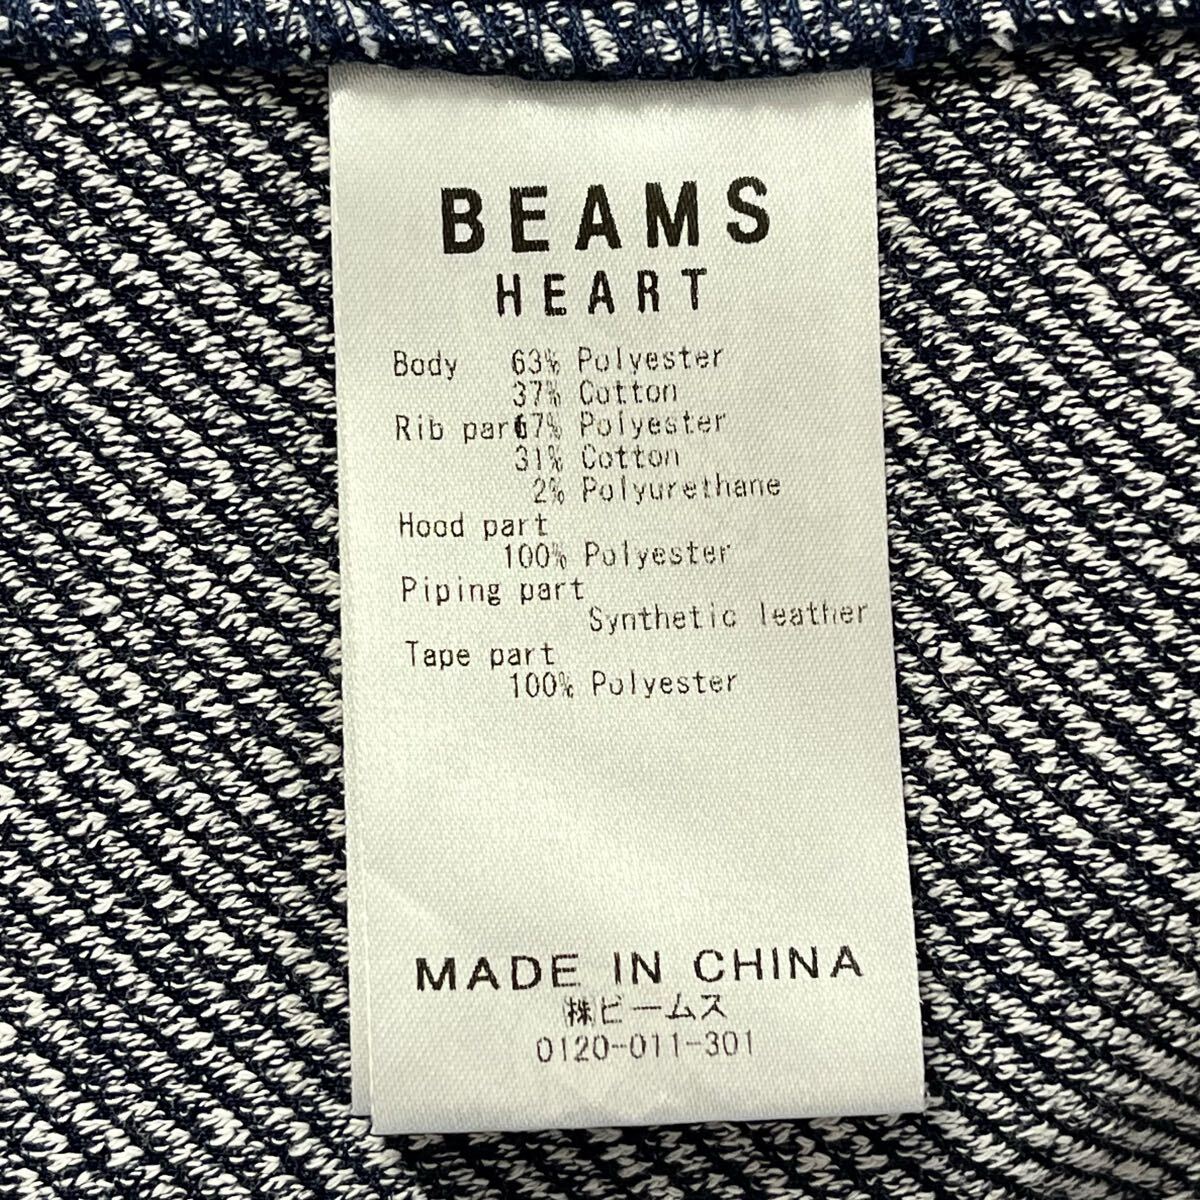 BEAMS
HEART
Body 63% Polyester
37% Cotton
Rib part 67% Polyester
31% Cotton
2% Polyurethane
Hood part
100% Polyester
Piping part
Synthetic leather
Tape part
100% Polyester
MADE IN CHINA
㈱ビームス
0120-011-301